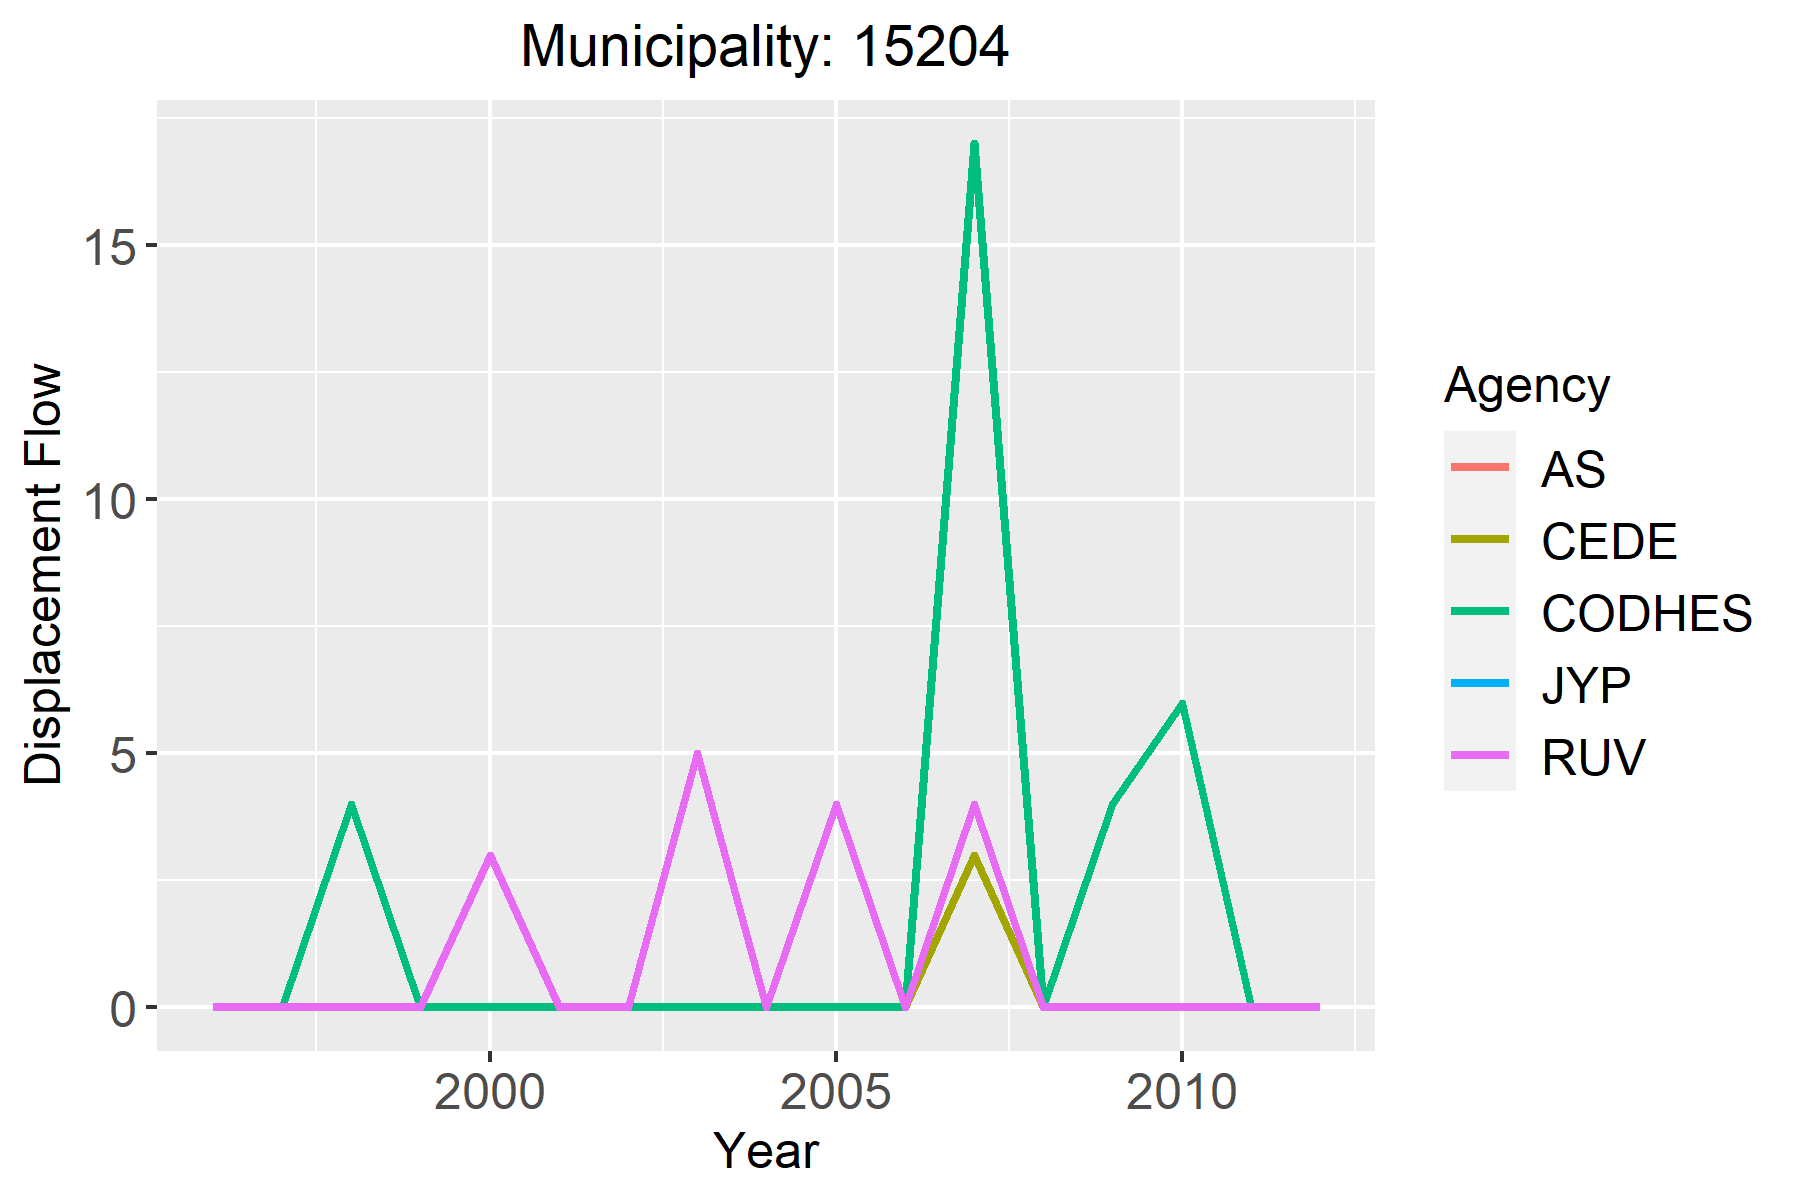 Municipality: 15204
Displacement Flow
15
10
5
0
2000
2005
2010
Year
Agency
AS
CEDE
CODHES
JYP
RUV